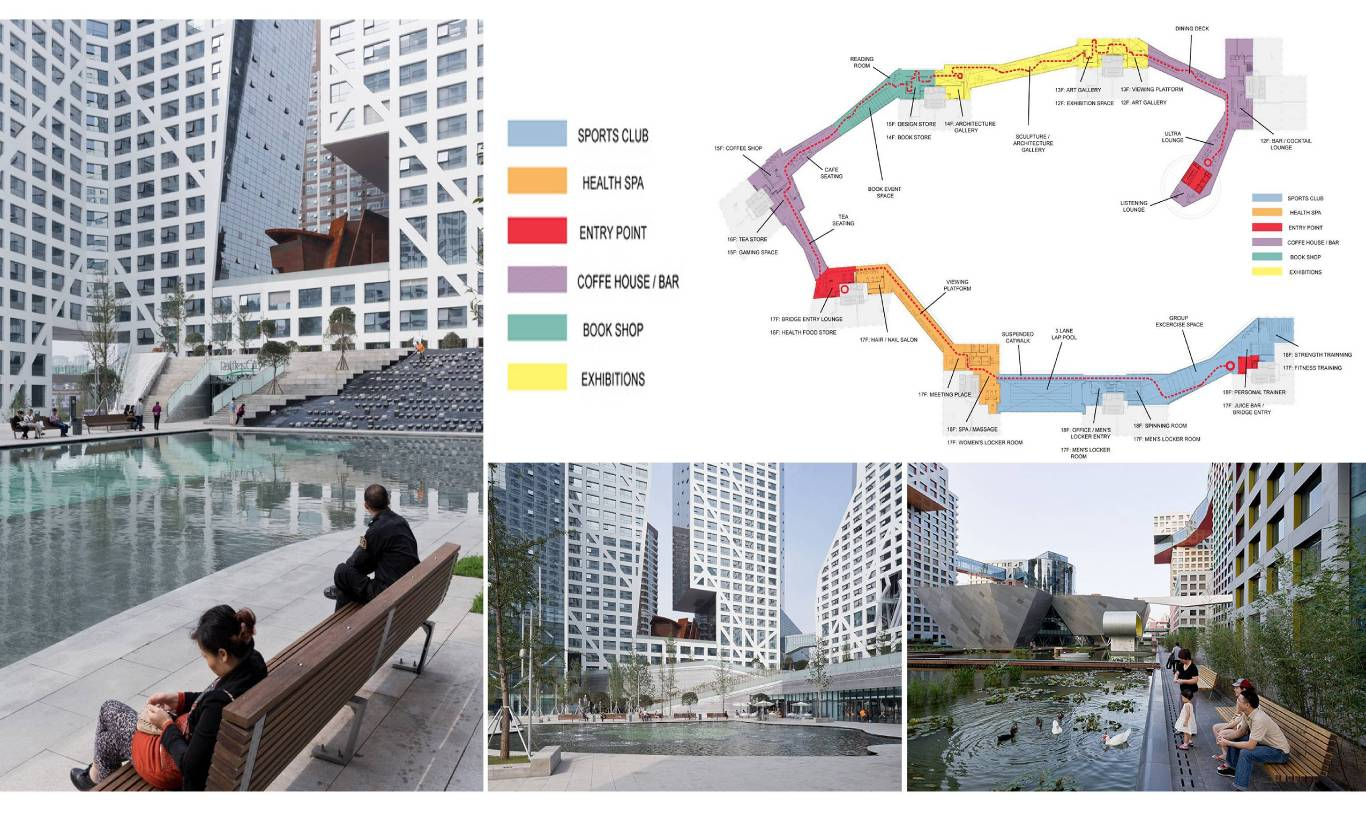 SPORTS CLUB
HEALTH SPA
ENTRY POINT
COFFE HOUSE / BAR
BOOK SHOP
EXHIBITIONS
DINING DECK
READING
ROOM
13F: ART GALLERY
12F: EXHIBITION SPACE
13F: VIEWING PLATFORM
12F: ART GALLERY
15F: DESIGN STORE
14F: BOOK STORE
14F: ARCHITECTURE
GALLERY
SCULPTURE /
ARCHITECTURE
GALLERY
ULTRA
LOUNGE
12F: BAR / COCKTAIL
LOUNGE
15F: COFFEE SHOP
CAFE
SEATING
BOOK EVENT
SPACE
LISTENING
LOUNGE
TEA
SEATING
16F: TEA STORE
15F: GAMING SPACE
SPORTS CLUB
HEALTH SPA
ENTRY POINT
COFFE HOUSE / BAR
BOOK SHOP
EXHIBITIONS
VIEWING
PLATFORM
17F: BRIDGE ENTRY LOUNGE
16F: HEALTH FOOD STORE
17F: HAIR / NAIL SALON
SUSPENDED
CATWALK
3 LANE
LAP POOL
GROUP
EXCERCISE SPACE
18F: STRENGTH TRAINNING
17F: FITNESS TRAINING
17F: MEETING PLACE
18F: PERSONAL TRAINER
17F: JUICE BAR /
BRIDGE ENTRY
18F: SPA / MASSAGE
17F: WOMEN'S LOCKER ROOM
18F: OFFICE / MEN'S
LOCKER ENTRY
17F: MEN'S LOCKER
ROOM
18F: SPINNING ROOM
17F: MEN'S LOCKER ROOM